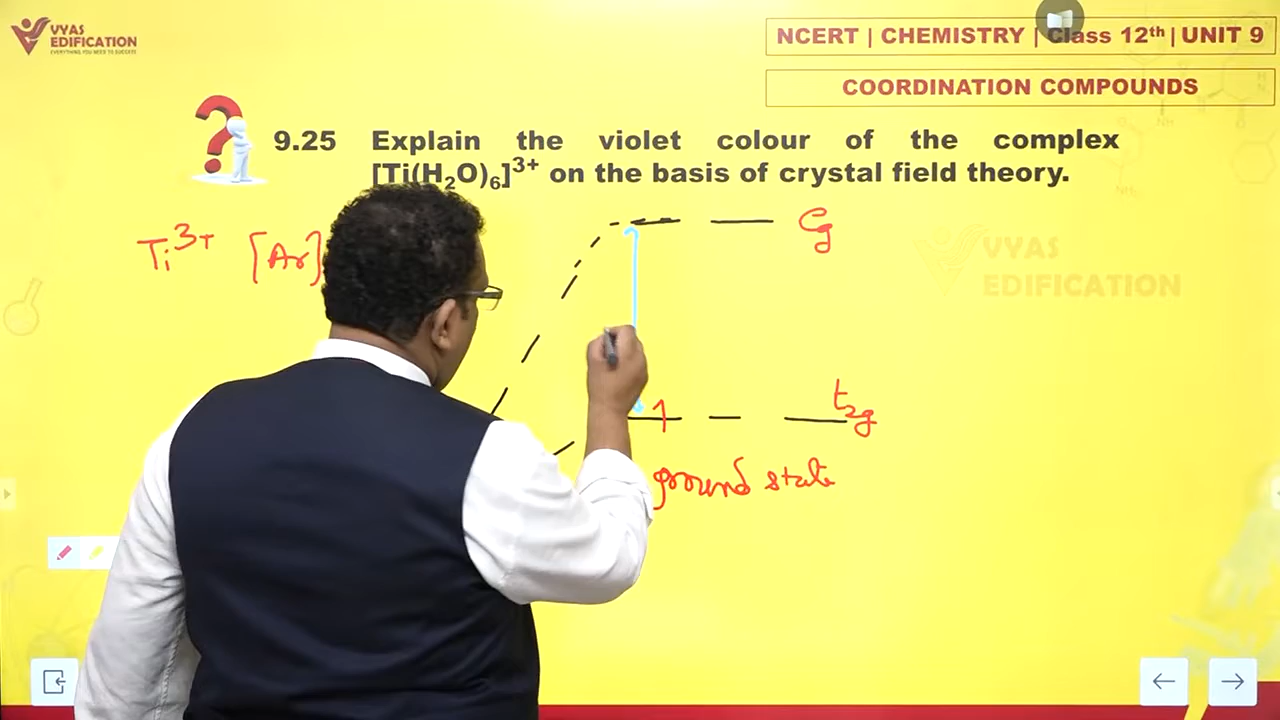 VYAS
EDIFICATION
EVERYTHING YOU NEED TO SUCCESS
NCERT | CHEMISTRY | Class 12th | UNIT 9
COORDINATION COMPOUNDS
9.25 Explain the violet colour of the complex
[Ti(H₂O)₆]³⁺ on the basis of crystal field theory.
Ti³⁺ [Ar]
eg
VYAS
EDIFICATION
t₂g
ground state